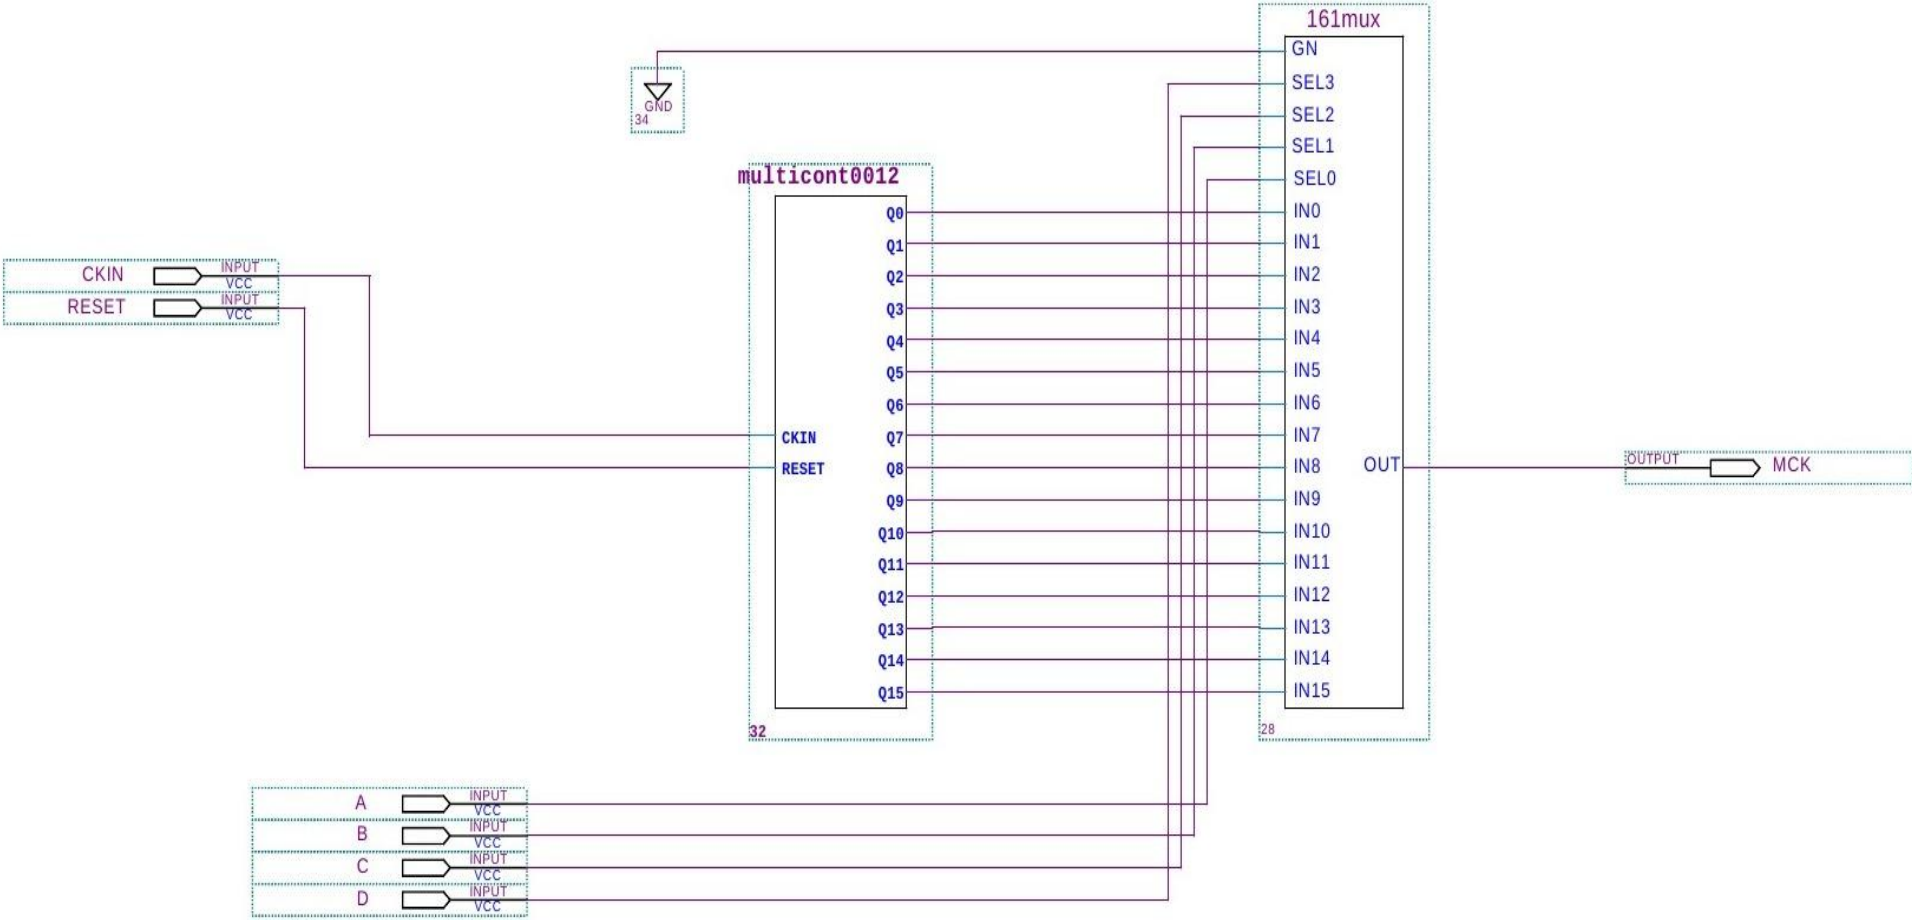 161mux
GN
SEL3
SEL2
SEL1
SEL0
IN0
IN1
IN2
IN3
IN4
IN5
IN6
IN7
IN8
IN9
IN10
IN11
IN12
IN13
IN14
IN15
OUT
28
GND
34
multicont0012
Q0
Q1
Q2
Q3
Q4
Q5
Q6
Q7
Q8
Q9
Q10
Q11
Q12
Q13
Q14
Q15
CKIN
RESET
32
CKIN INPUT
VCC
RESET INPUT
VCC
OUTPUT MCK
A INPUT
VCC
B INPUT
VCC
C INPUT
VCC
D INPUT
VCC